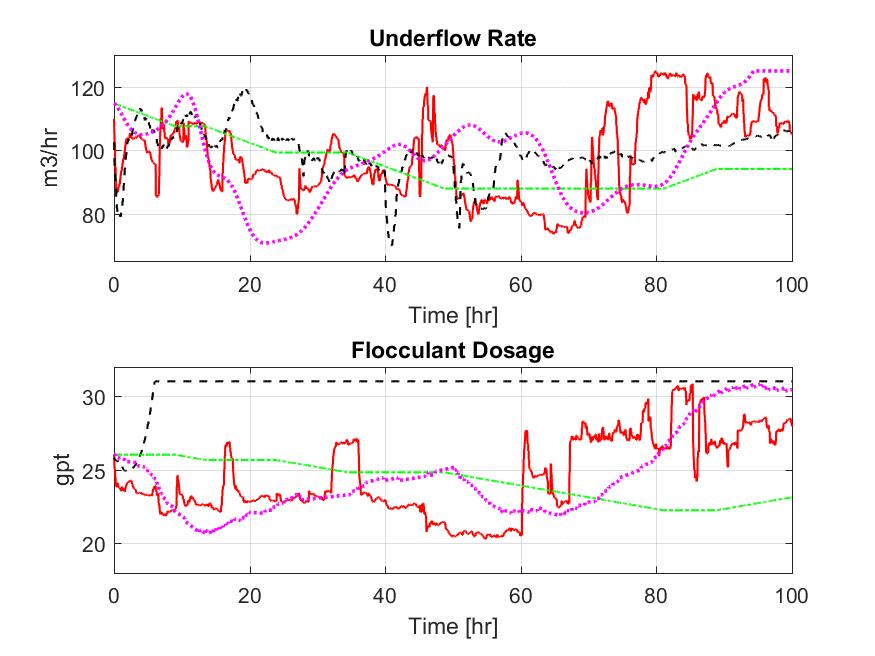 Underflow Rate
120
100
80
m3/hr
0 20 40 60 80 100
Time [hr]
Flocculant Dosage
30
25
20
gpt
0 20 40 60 80 100
Time [hr]